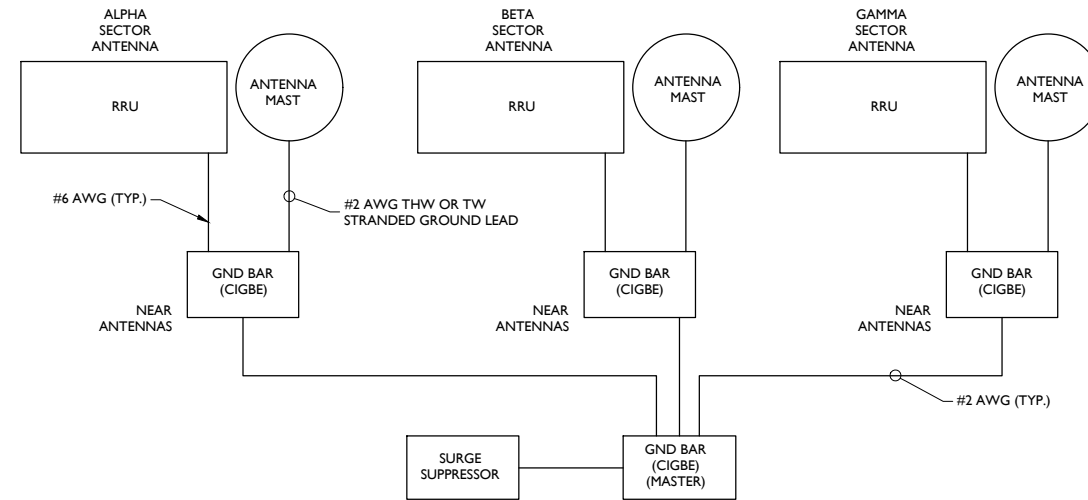 ALPHA
SECTOR
ANTENNA
BETA
SECTOR
ANTENNA
GAMMA
SECTOR
ANTENNA
RRU
ANTENNA
MAST
RRU
ANTENNA
MAST
RRU
ANTENNA
MAST
#6 AWG (TYP.)
#2 AWG THW OR TW
STRANDED GROUND LEAD
GND BAR
(CIGBE)
GND BAR
(CIGBE)
GND BAR
(CIGBE)
NEAR
ANTENNAS
NEAR
ANTENNAS
NEAR
ANTENNAS
#2 AWG (TYP.)
SURGE
SUPPRESSOR
GND BAR
(CIGBE)
(MASTER)